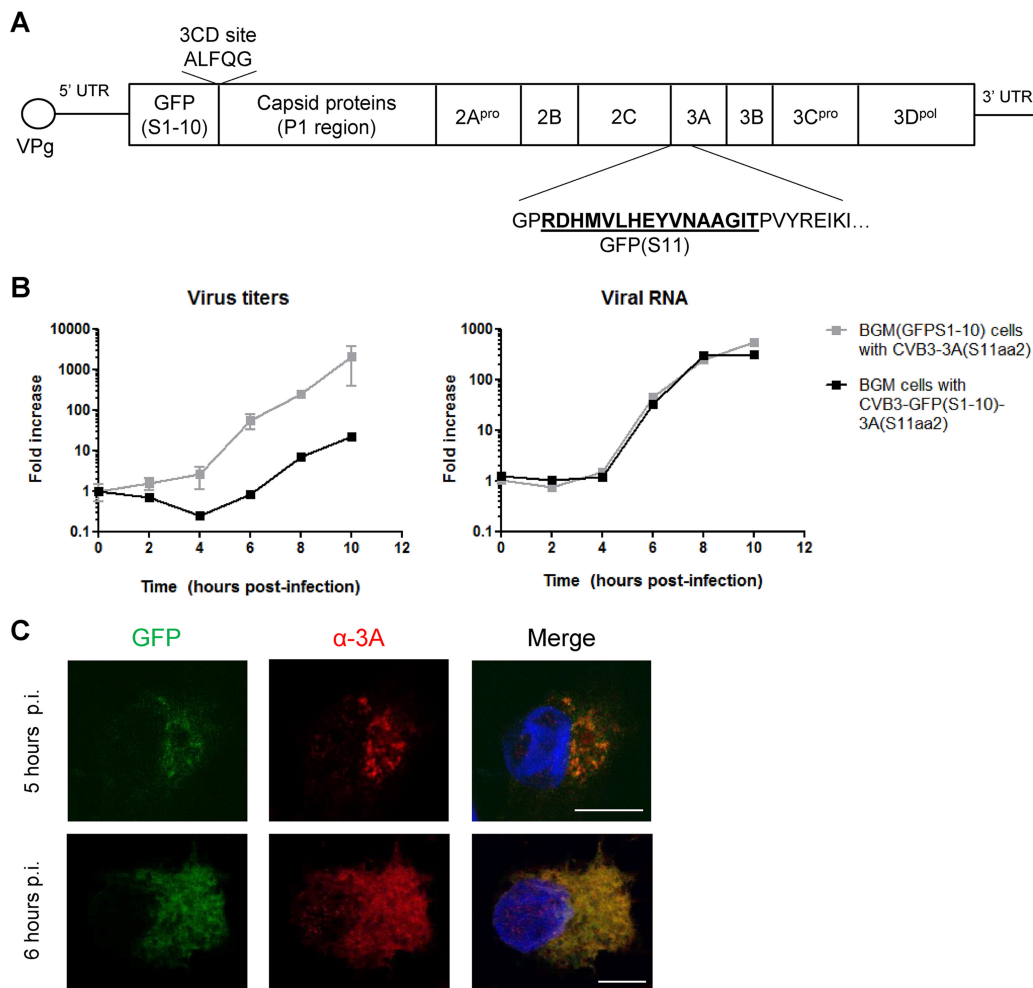 A
3CD site
ALFQG
5’ UTR
3’ UTR
VPg
GFP
(S1-10)
Capsid proteins
(P1 region)
2Apro
2B
2C
3A
3B
3Cpro
3Dpol
GPRDHMVLHEYVNAAGITPVYREIKI...
GFP(S11)
B
Virus titers
Fold increase
10000
1000
100
10
1
0.1
0 2 4 6 8 10 12
Time (hours post-infection)
Viral RNA
Fold increase
1000
100
10
1
0.1
0 2 4 6 8 10 12
Time (hours post-infection)
BGM(GFPS1-10) cells
with CVB3-3A(S11aa2)
BGM cells with
CVB3-GFP(S1-10)-
3A(S11aa2)
C
GFP
α-3A
Merge
5 hours p.i.
6 hours p.i.